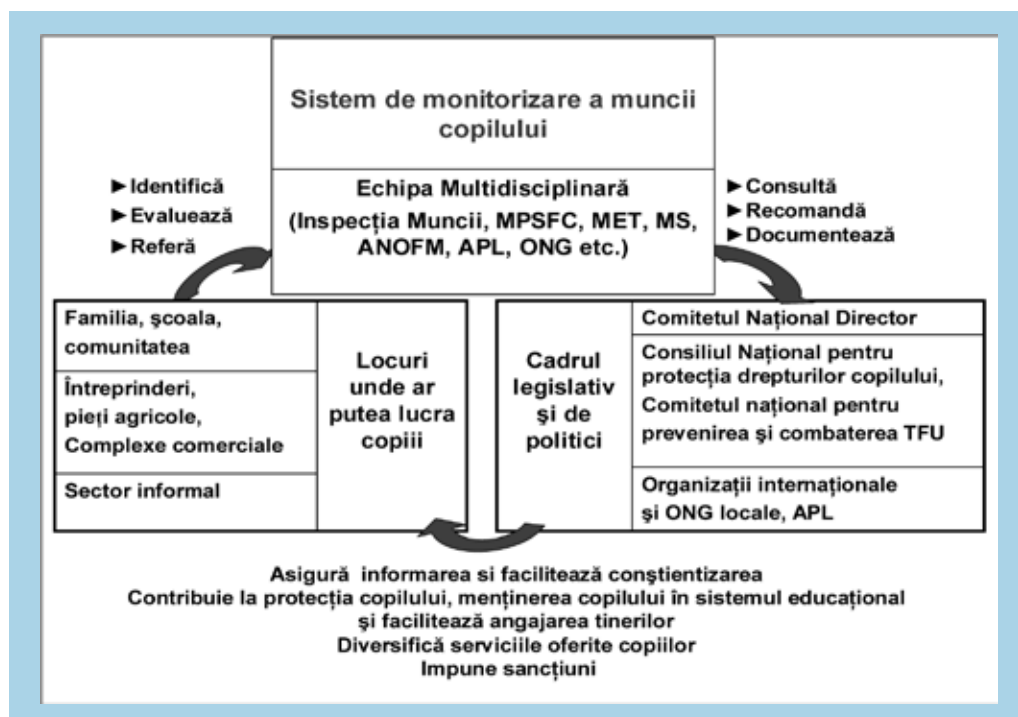 Sistem de monitorizare a muncii
copilului
►Identifică
►Evaluează
►Referă
Echipa Multidisciplinară
(Inspecția Muncii, MPSFC, MET, MS,
ANOFM, APL, ONG etc.)
►Consultă
►Recomandă
►Documentează
Familia, şcoala,
comunitatea
Întreprinderi,
pieţi agricole,
Complexe comerciale
Sector informal
Locuri
unde ar
putea lucra
copiii
Cadrul
legislativ
şi de
politici
Comitetul Național Director
Consiliul Național pentru
protecția drepturilor copilului,
Comitetul național pentru
prevenirea şi combaterea TFU
Organizații internaționale
şi ONG locale, APL
Asigură informarea si facilitează conştientizarea
Contribuie la protecția copilului, menținerea copilului în sistemul educațional
şi facilitează angajarea tinerilor
Diversifică serviciile oferite copiilor
Impune sancțiuni